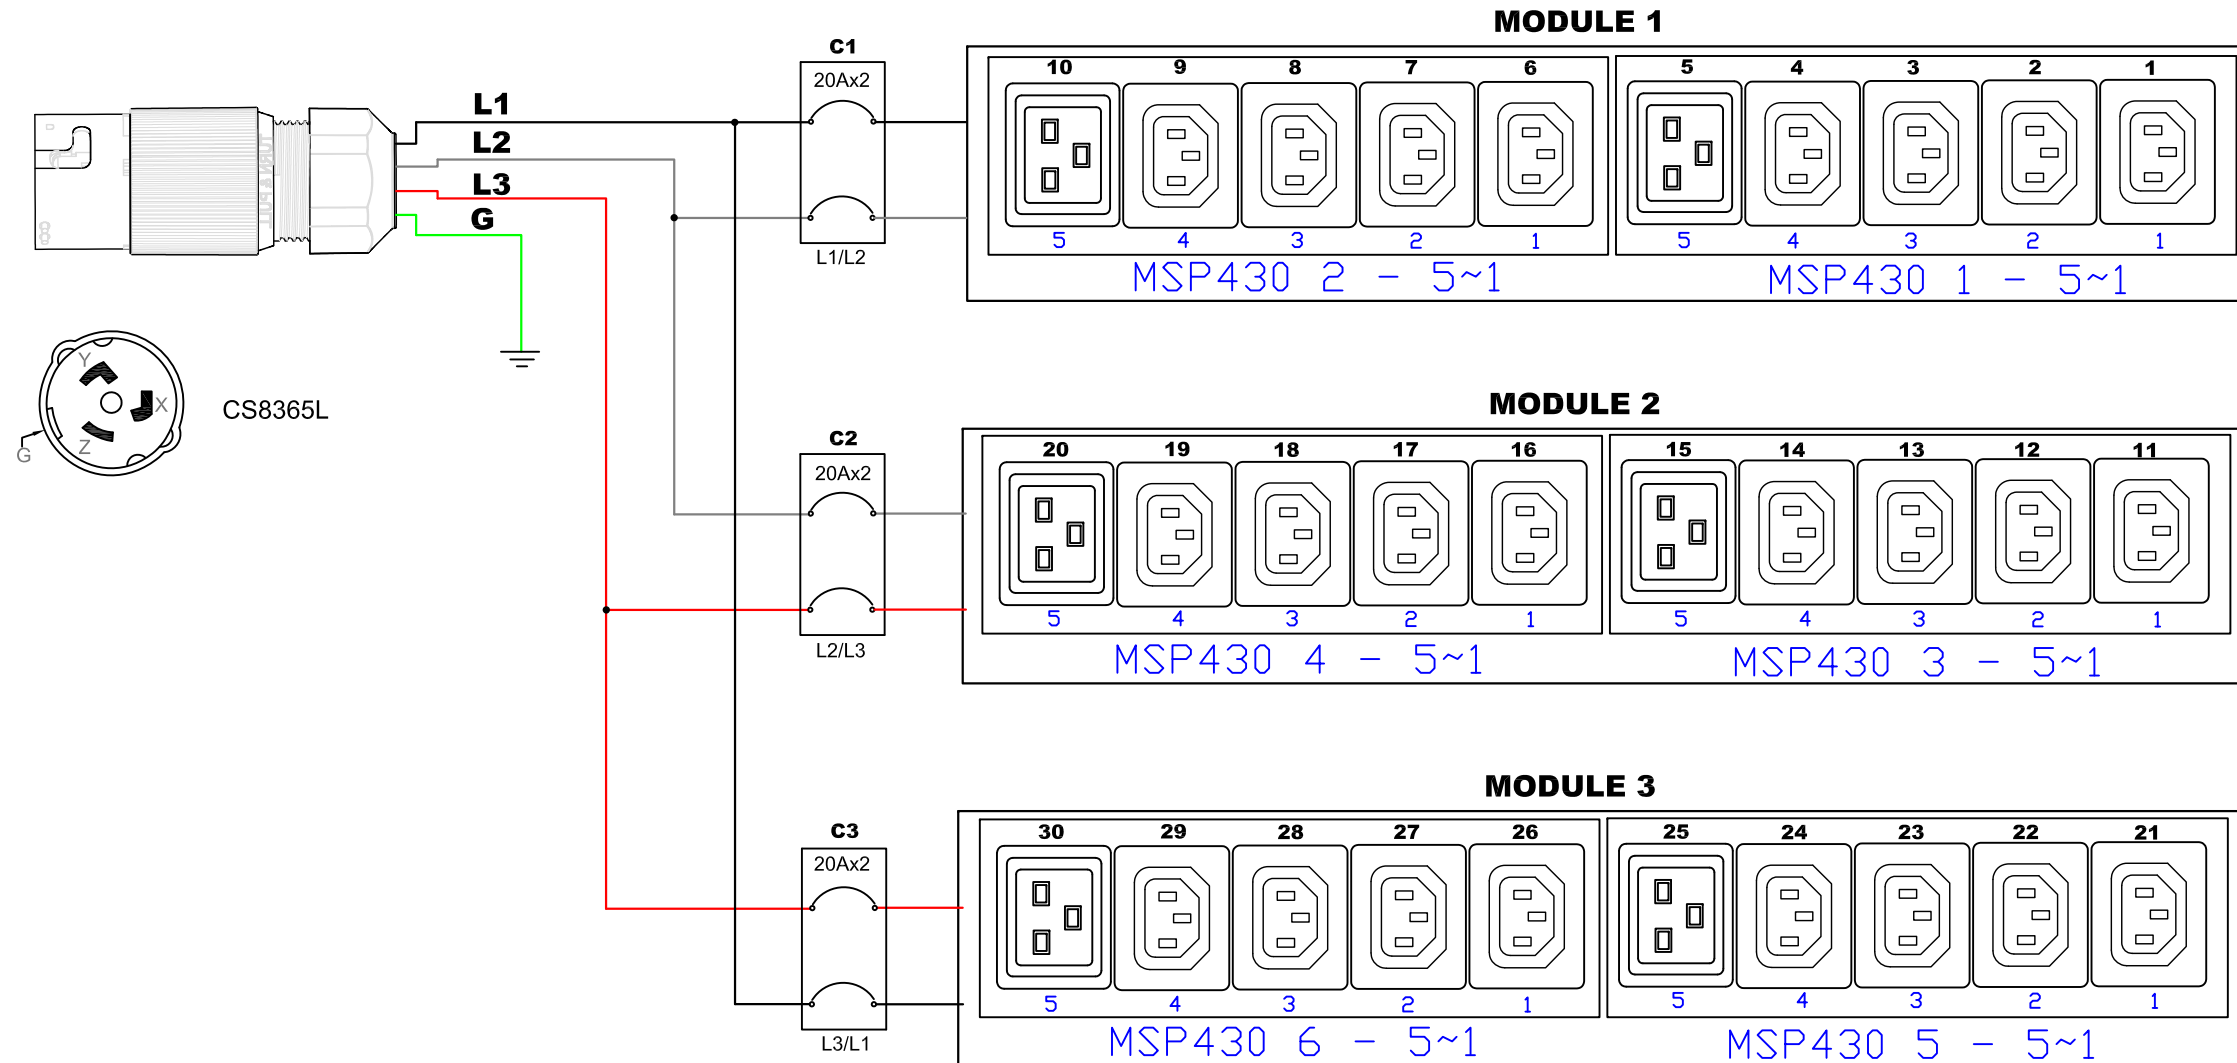 MODULE 1
C1
20Ax2
10 9 8 7 6 5 4 3 2 1
L1
L2
L3
G
TURN & PULL
5 4 3 2 1 5 4 3 2 1
L1/L2
MSP430 2 - 5~1 MSP430 1 - 5~1
Y
X
Z
G
CS8365L
MODULE 2
C2
20Ax2
20 19 18 17 16 15 14 13 12 11
5 4 3 2 1 5 4 3 2 1
L2/L3
MSP430 4 - 5~1 MSP430 3 - 5~1
MODULE 3
C3
20Ax2
30 29 28 27 26 25 24 23 22 21
5 4 3 2 1 5 4 3 2 1
L3/L1
MSP430 6 - 5~1 MSP430 5 - 5~1